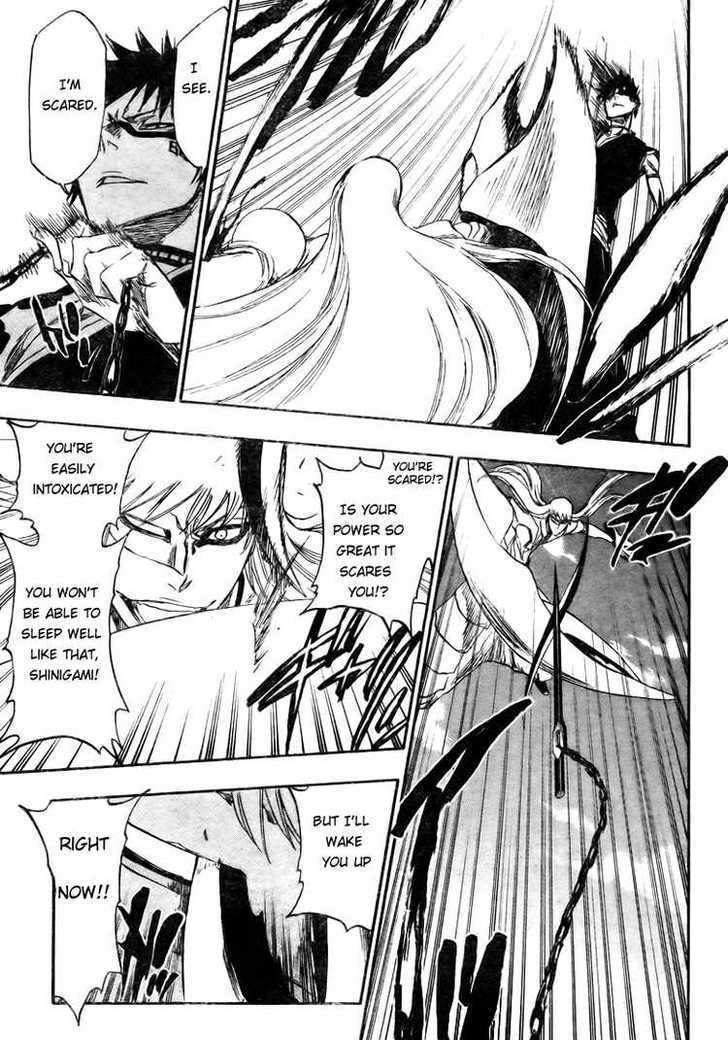 I
SEE.
I'M
SCARED.
YOU'RE
SCARED!?
IS YOUR
POWER SO
GREAT IT
SCARES
YOU!?
YOU'RE
EASILY
INTOXICATED!
YOU WON'T
BE ABLE TO
SLEEP WELL
LIKE THAT,
SHINIGAMI!
BUT I'LL
WAKE
YOU UP
RIGHT
NOW!!